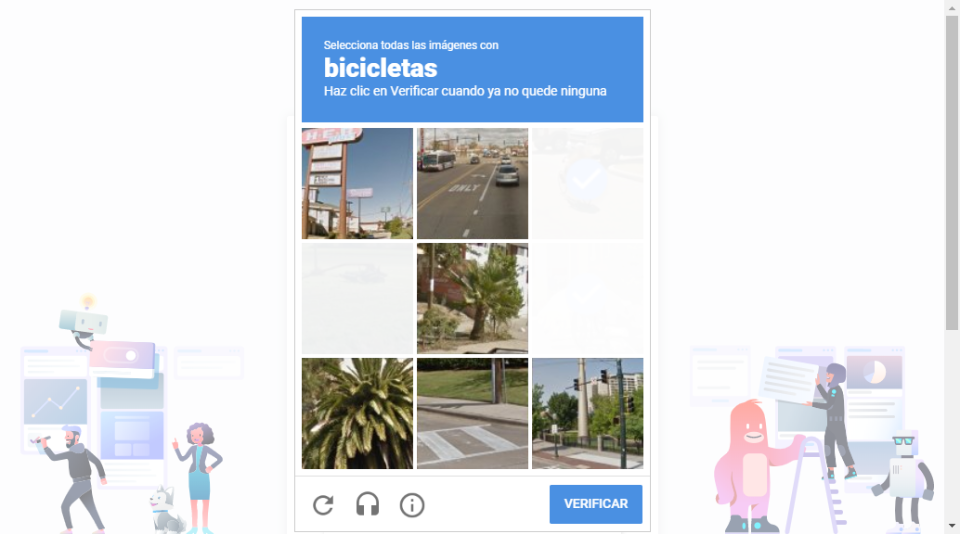 Selecciona todas las imágenes con
bicicletas
Haz clic en Verificar cuando ya no quede ninguna
ONLY
VERIFICAR